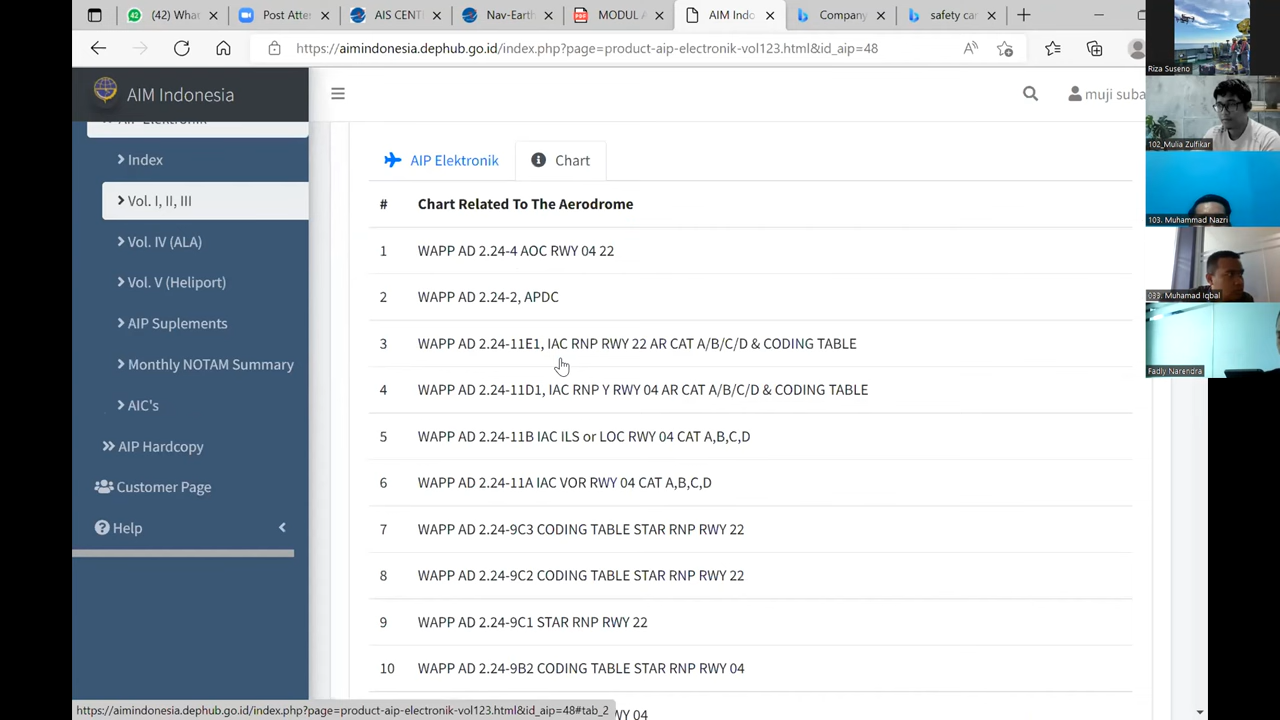 (42) What
Post Atte
AIS CENT
Nav-Earth
MODUL A
AIM Indo
Company
safety car
https://aimindonesia.dephub.go.id/index.php?page=product-aip-electronik-vol123.html&id_aip=48
AIM Indonesia
muji suba
Index
Vol. I, II, III
Vol. IV (ALA)
Vol. V (Heliport)
AIP Suplements
Monthly NOTAM Summary
AIC's
AIP Hardcopy
Customer Page
Help
AIP Elektronik
Chart
# Chart Related To The Aerodrome
1 WAPP AD 2.24-4 AOC RWY 04 22
2 WAPP AD 2.24-2, APDC
3 WAPP AD 2.24-11E1, IAC RNP RWY 22 AR CAT A/B/C/D & CODING TABLE
4 WAPP AD 2.24-11D1, IAC RNP Y RWY 04 AR CAT A/B/C/D & CODING TABLE
5 WAPP AD 2.24-11B IAC ILS or LOC RWY 04 CAT A,B,C,D
6 WAPP AD 2.24-11A IAC VOR RWY 04 CAT A,B,C,D
7 WAPP AD 2.24-9C3 CODING TABLE STAR RNP RWY 22
8 WAPP AD 2.24-9C2 CODING TABLE STAR RNP RWY 22
9 WAPP AD 2.24-9C1 STAR RNP RWY 22
10 WAPP AD 2.24-9B2 CODING TABLE STAR RNP RWY 04
WY 04
https://aimindonesia.dephub.go.id/index.php?page=product-aip-electronik-vol123.html&id_aip=48#tab_2
Riza Suseno
102_Mulia Zulfikar
103. Muhammad Nazri
033. Muhamad Iqbal
Fadly Narendra